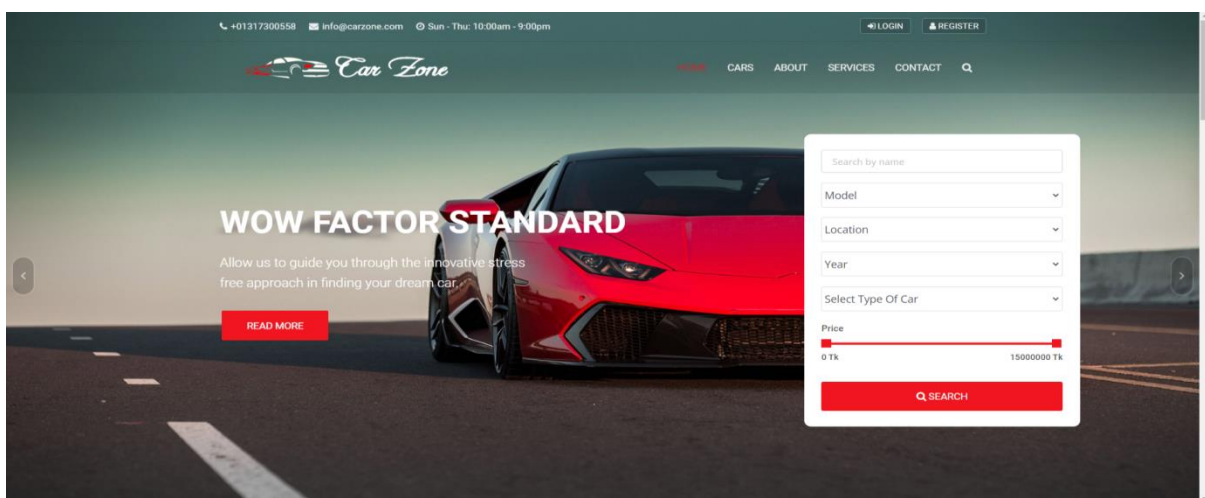 +01317300558 info@carzone.com Sun - Thu: 10:00am - 9:00pm LOGIN REGISTER
Car Zone HOME CARS ABOUT SERVICES CONTACT
Search by name
Model
Location
Year
Select Type Of Car
Price
0 Tk 15000000 Tk
SEARCH
WOW FACTOR STANDARD
Allow us to guide you through the innovative stress
free approach in finding your dream car.
READ MORE